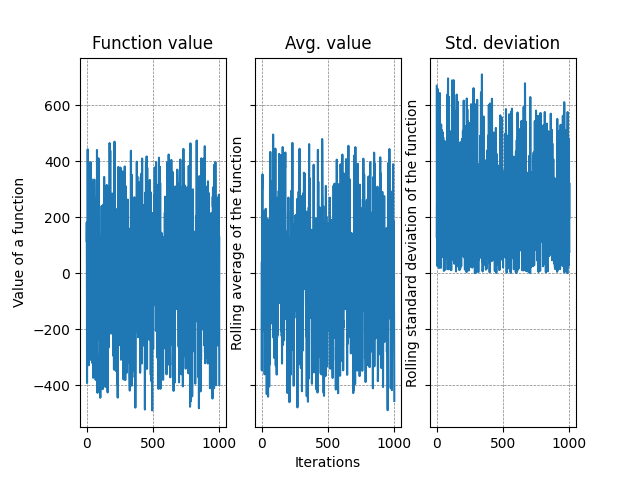 Function value
Avg. value
Std. deviation
Value of a function
600
400
200
0
−200
−400
Rolling average of the function
Rolling standard deviation of the function
0 500 1000
0 500 1000
0 500 1000
Iterations